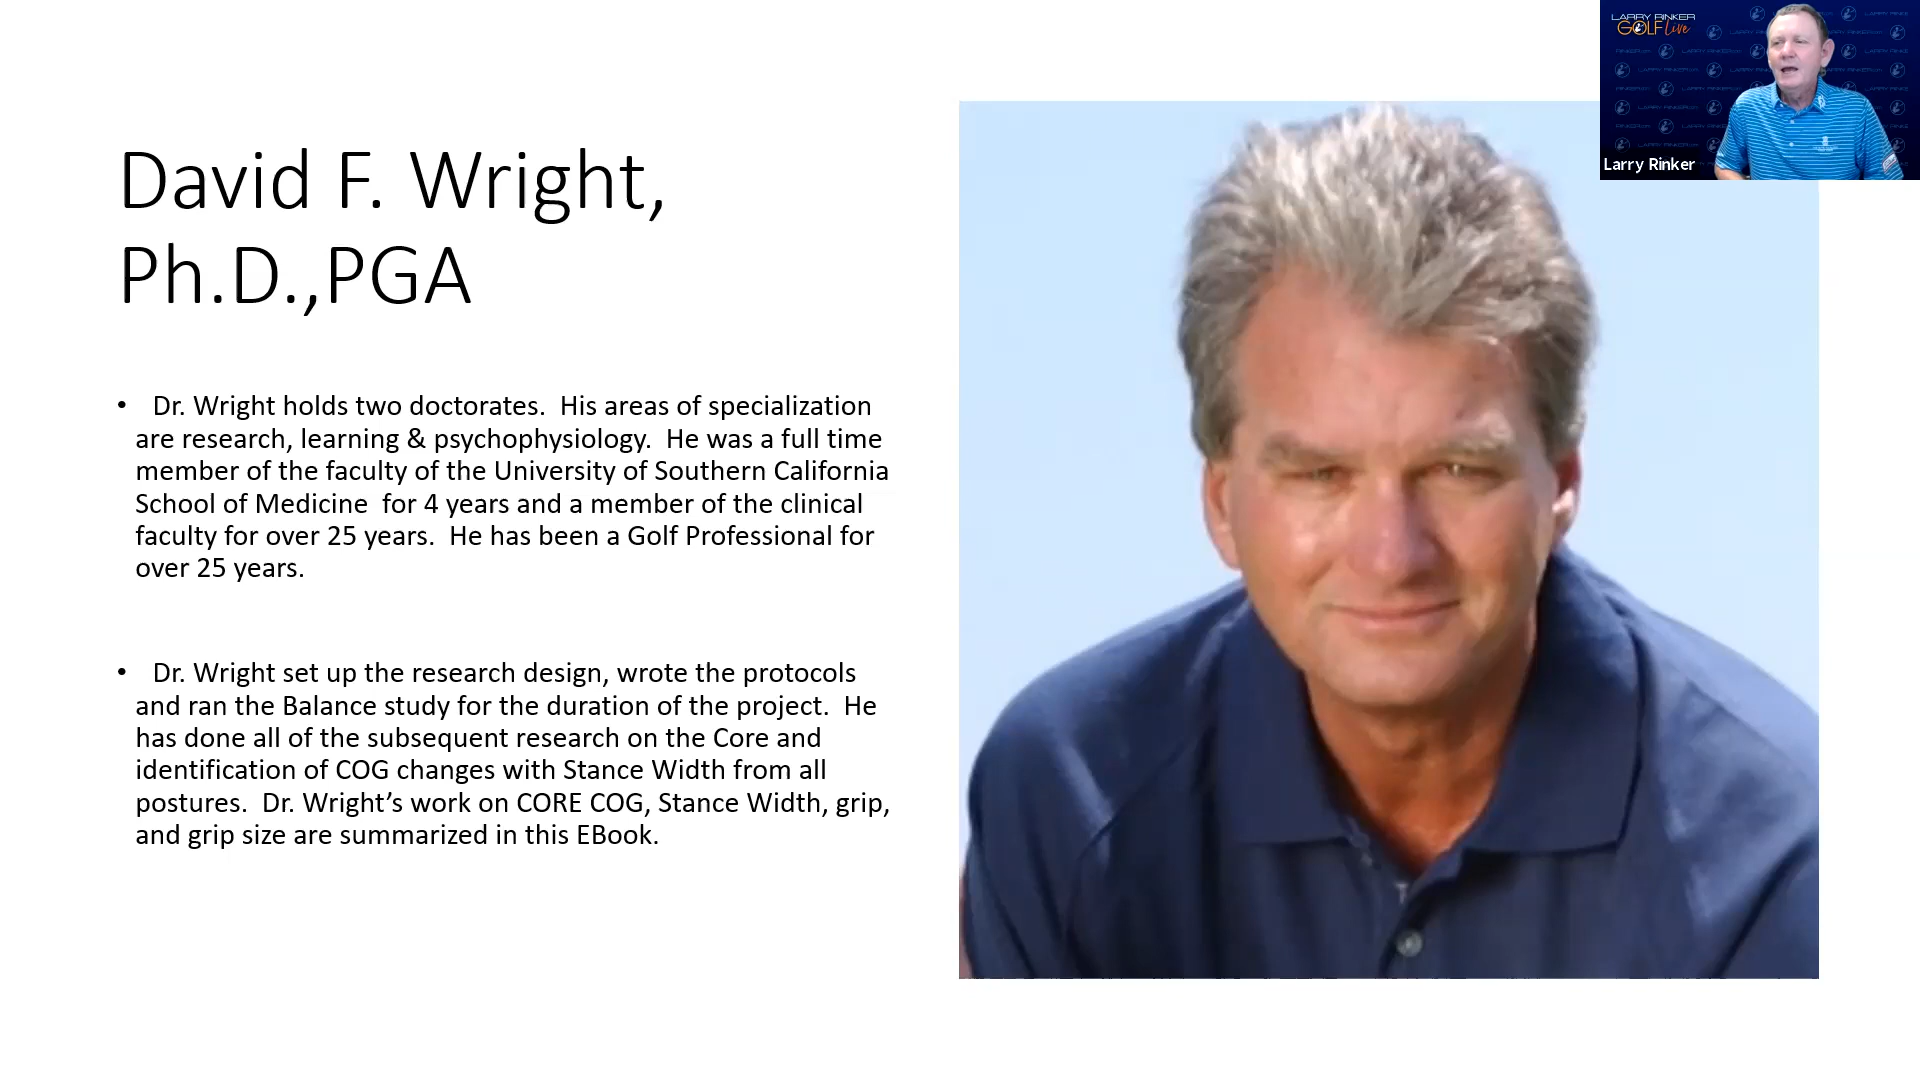 David F. Wright,
Ph.D.,PGA
• Dr. Wright holds two doctorates. His areas of specialization
are research, learning & psychophysiology. He was a full time
member of the faculty of the University of Southern California
School of Medicine for 4 years and a member of the clinical
faculty for over 25 years. He has been a Golf Professional for
over 25 years.
• Dr. Wright set up the research design, wrote the protocols
and ran the Balance study for the duration of the project. He
has done all of the subsequent research on the Core and
identification of COG changes with Stance Width from all
postures. Dr. Wright’s work on CORE COG, Stance Width, grip,
and grip size are summarized in this EBook.
LARRY RINKER
GOLF Live
Larry Rinker